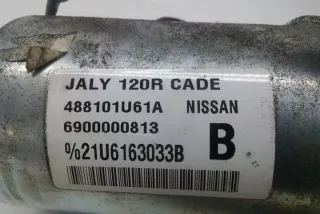 JALY 120R CADE
488101U61A NISSAN
6900000813
%21U6163033B B